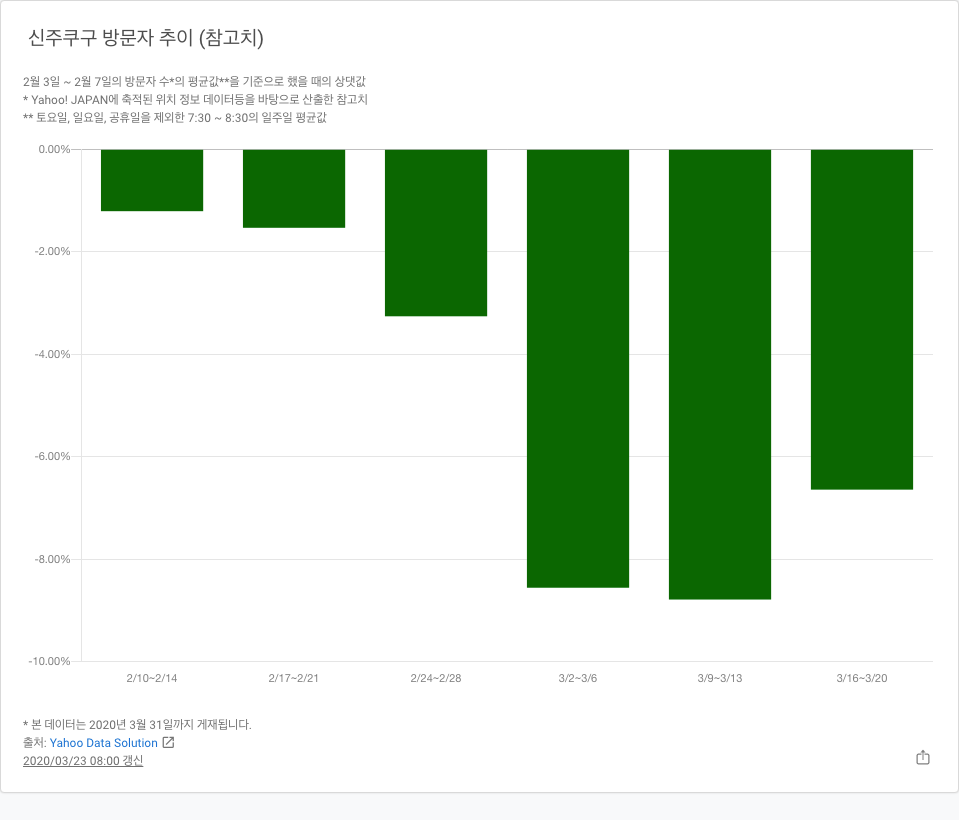 신주쿠구 방문자 추이 (참고치)
2월 3일 ~ 2월 7일의 방문자 수*의 평균값**을 기준으로 했을 때의 상댓값
* Yahoo! JAPAN에 축적된 위치 정보 데이터등을 바탕으로 산출한 참고치
** 토요일, 일요일, 공휴일을 제외한 7:30 ~ 8:30의 일주일 평균값
0.00%
-2.00%
-4.00%
-6.00%
-8.00%
-10.00%
2/10~2/14 2/17~2/21 2/24~2/28 3/2~3/6 3/9~3/13 3/16~3/20
* 본 데이터는 2020년 3월 31일까지 게재됩니다.
출처: Yahoo Data Solution
2020/03/23 08:00 갱신